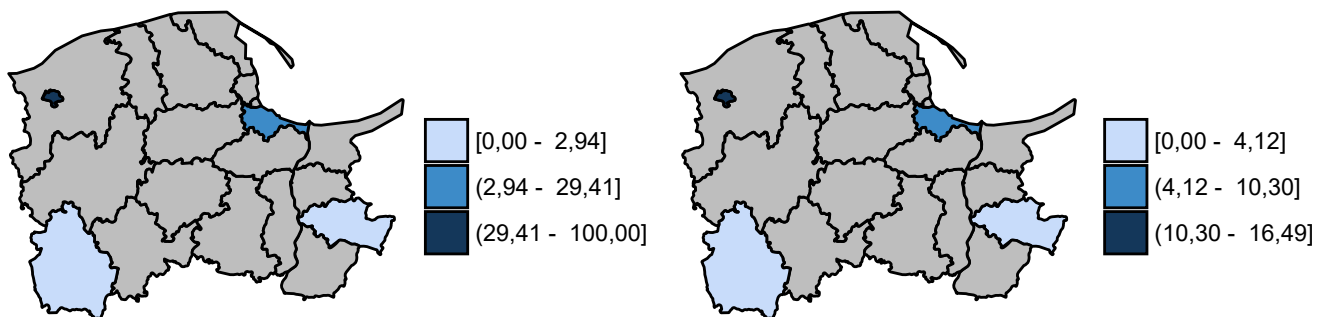 [0,00 - 2,94]
(2,94 - 29,41]
(29,41 - 100,00]
[0,00 - 4,12]
(4,12 - 10,30]
(10,30 - 16,49]